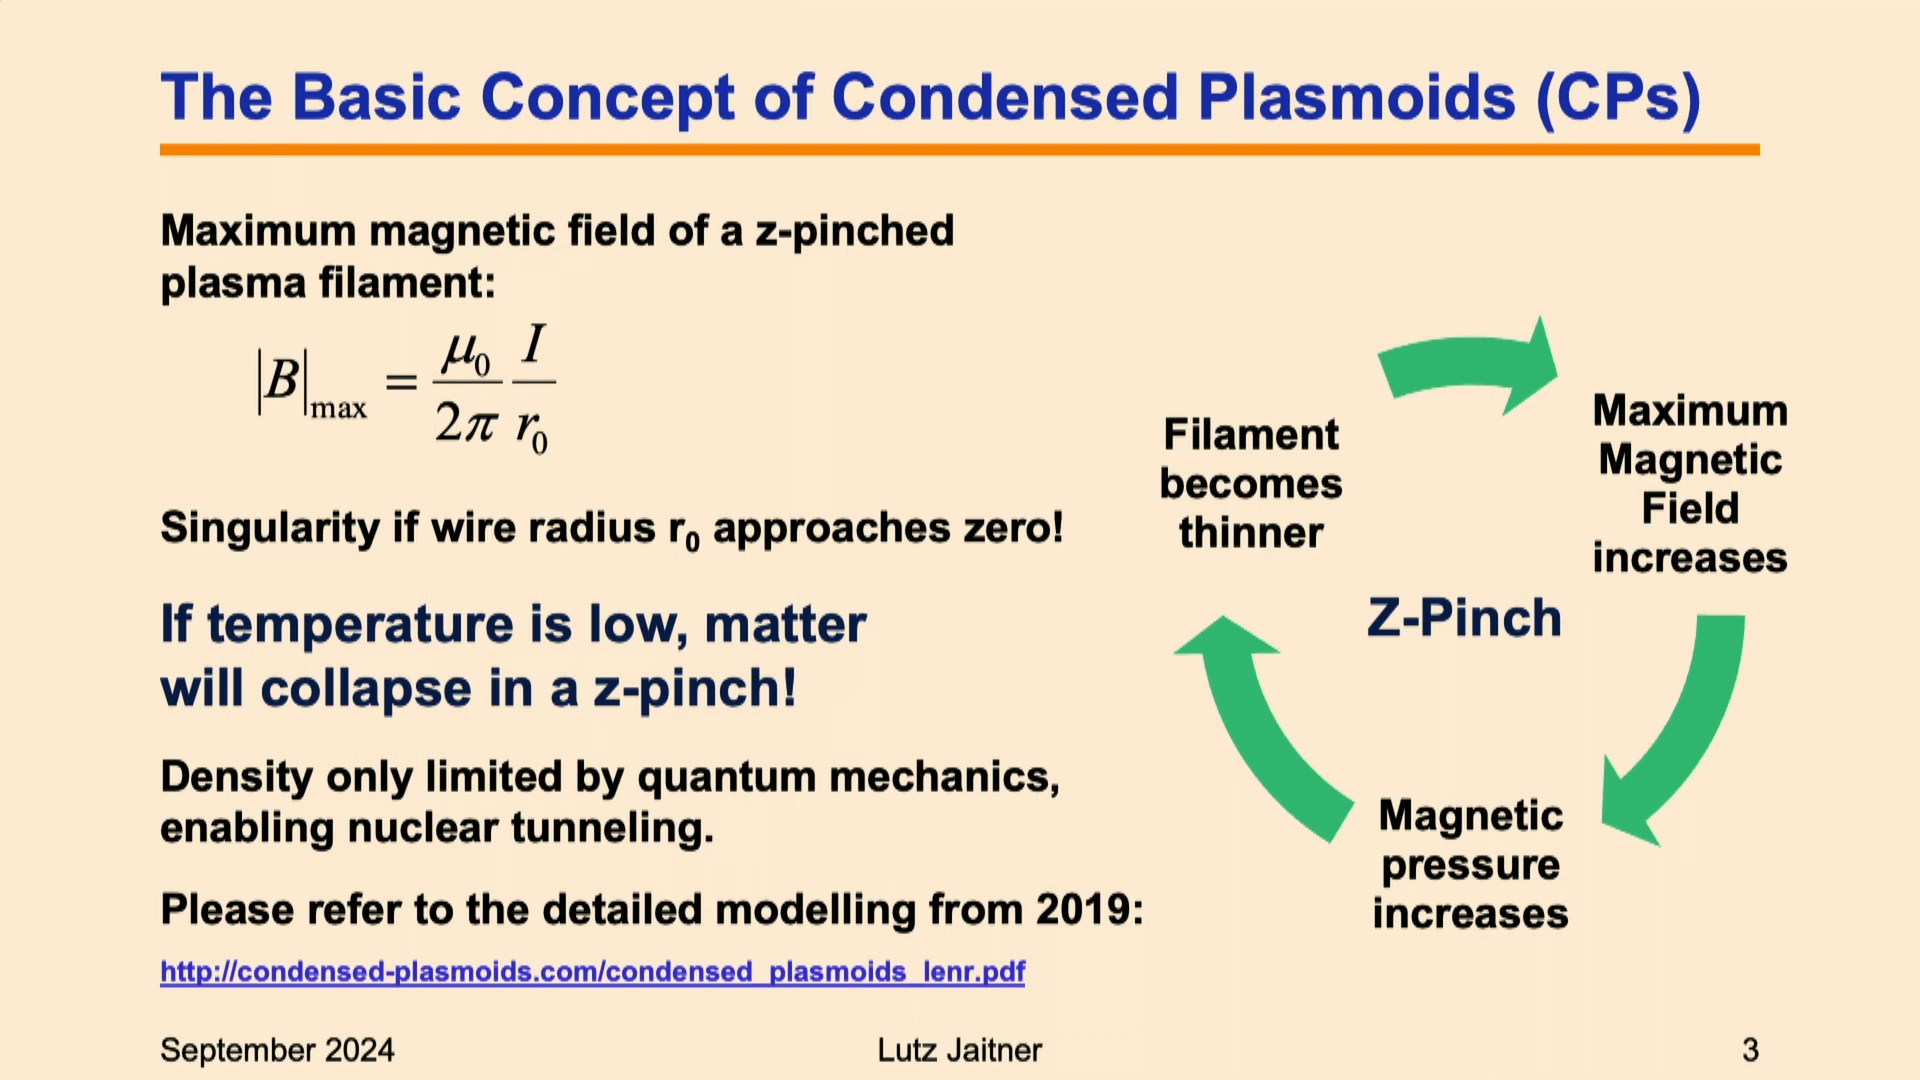 The Basic Concept of Condensed Plasmoids (CPs)
Maximum magnetic field of a z-pinched
plasma filament:
|B|max = μ0/2π I/r0
Singularity if wire radius r0 approaches zero!
If temperature is low, matter
will collapse in a z-pinch!
Density only limited by quantum mechanics,
enabling nuclear tunneling.
Please refer to the detailed modelling from 2019:
http://condensed-plasmoids.com/condensed_plasmoids_lenr.pdf
Filament
becomes
thinner
Maximum
Magnetic
Field
increases
Z-Pinch
Magnetic
pressure
increases
September 2024
Lutz Jaitner
3